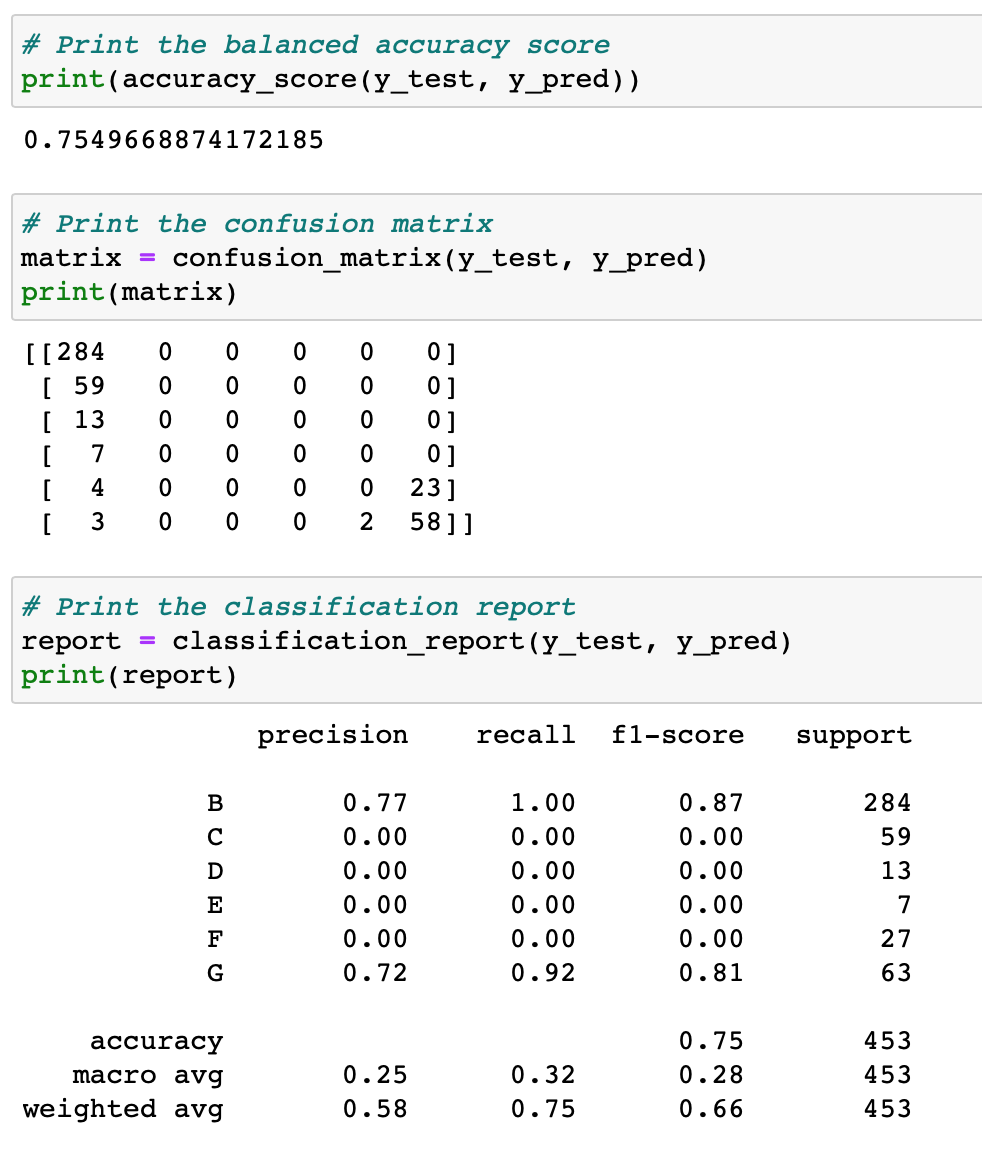 # Print the balanced accuracy score
print(accuracy_score(y_test, y_pred))
0.7549668874172185
# Print the confusion matrix
matrix = confusion_matrix(y_test, y_pred)
print(matrix)
[[284   0   0   0   0   0]
 [ 59   0   0   0   0   0]
 [ 13   0   0   0   0   0]
 [  7   0   0   0   0   0]
 [  4   0   0   0   0  23]
 [  3   0   0   0   2  58]]
# Print the classification report
report = classification_report(y_test, y_pred)
print(report)
              precision    recall  f1-score   support
           B       0.77      1.00      0.87       284
           C       0.00      0.00      0.00        59
           D       0.00      0.00      0.00        13
           E       0.00      0.00      0.00         7
           F       0.00      0.00      0.00        27
           G       0.72      0.92      0.81        63
    accuracy                           0.75       453
   macro avg       0.25      0.32      0.28       453
weighted avg       0.58      0.75      0.66       453